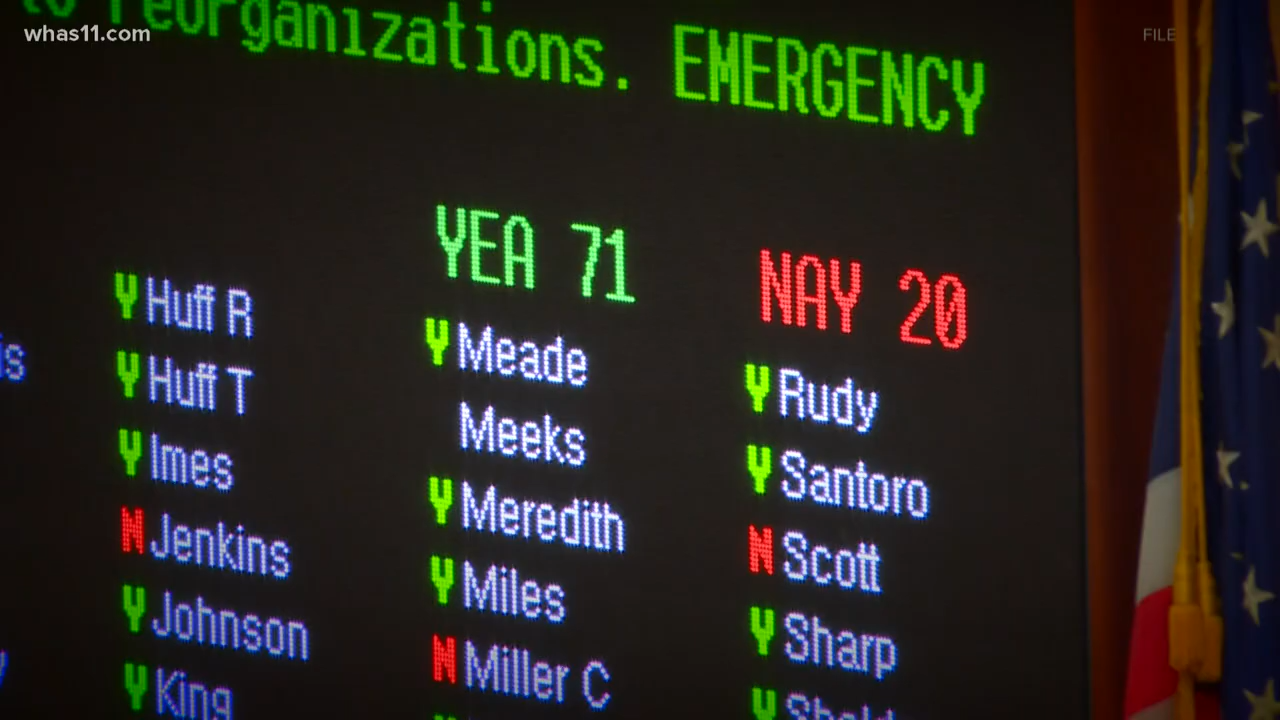 whas11.com
FILE
to reorganizations. EMERGENCY
YEA 71
NAY 20
Y Huff R
Y Huff T
Y Imes
N Jenkins
Y Johnson
Y King
Y Meade
Meeks
Y Meredith
Y Miles
N Miller C
Y Rudy
Y Santoro
N Scott
Y Sharp
Y